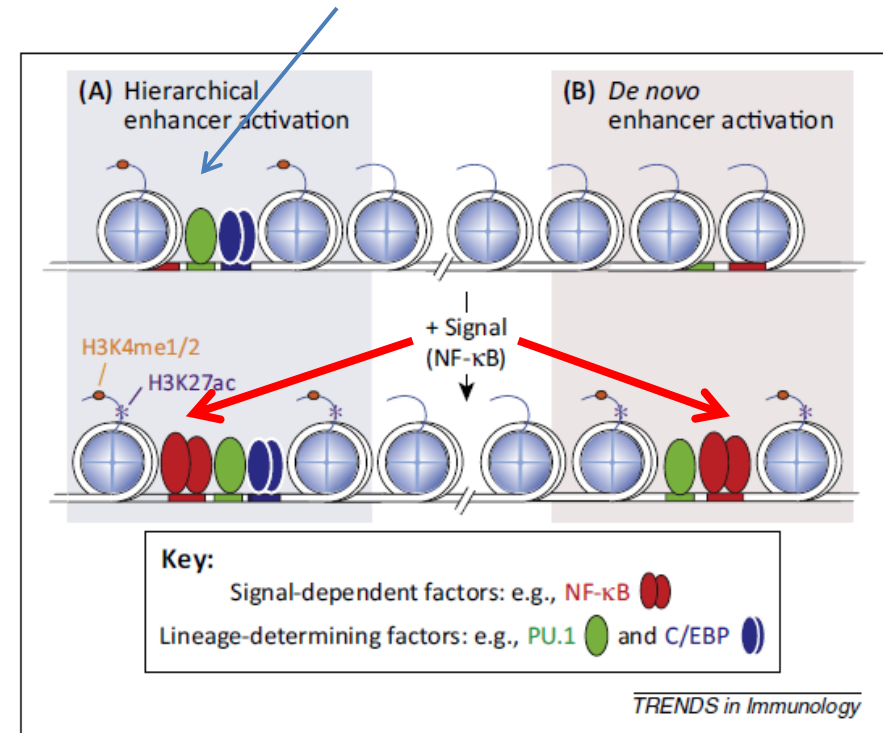 (A) Hierarchical
enhancer activation
(B) De novo
enhancer activation
+ Signal
(NF-κB)
H3K4me1/2
H3K27ac
*
*
*
*
Key:
Signal-dependent factors: e.g., NF-κB
Lineage-determining factors: e.g., PU.1 and C/EBP
TRENDS in Immunology